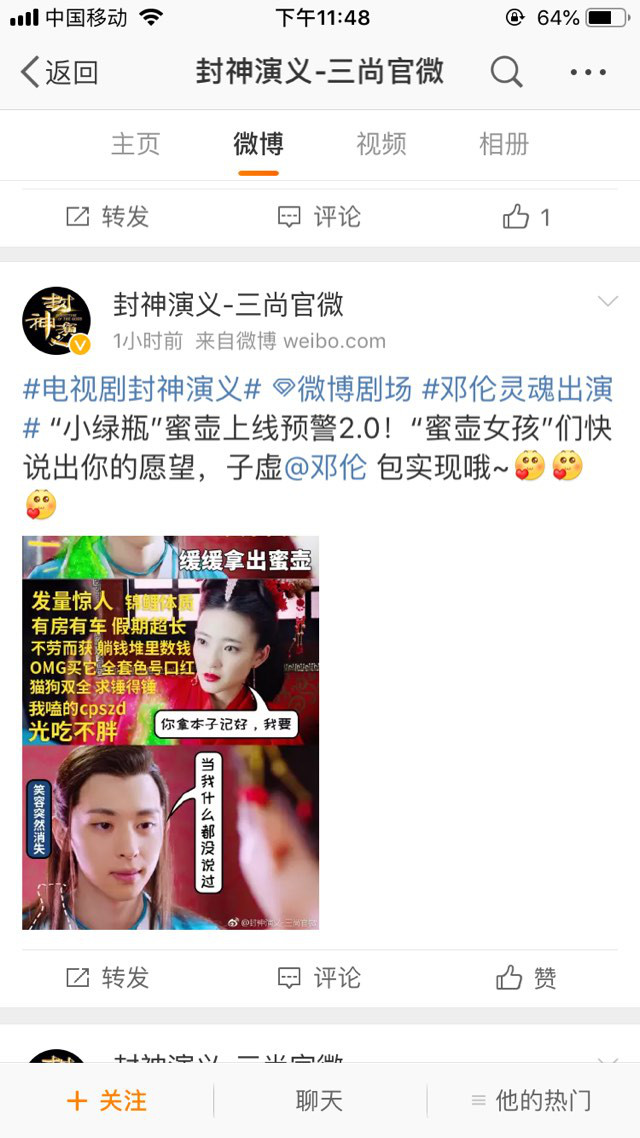 中国移动
下午11:48
64%
返回
封神演义-三尚官微
主页
微博
视频
相册
转发
评论
1
封神演义-三尚官微
1小时前 来自微博 weibo.com
#电视剧封神演义# 微博剧场 #邓伦灵魂出演
# “小绿瓶”蜜壶上线预警2.0！“蜜壶女孩”们快
说出你的愿望，子虚@邓伦 包实现哦~
缓缓拿出蜜壶
发量惊人 锦鲤体质
有房有车 假期超长
不劳而获 躺钱堆里数钱
OMG买它 全套色号口红
猫狗双全 求锤得锤
我嗑的cpszd
光吃不胖
你拿本子记好，我要
笑容突然消失
当我什么都没说过
@封神演义-三尚官微
转发
评论
赞
封神演义-三尚官微
+ 关注
聊天
他的热门